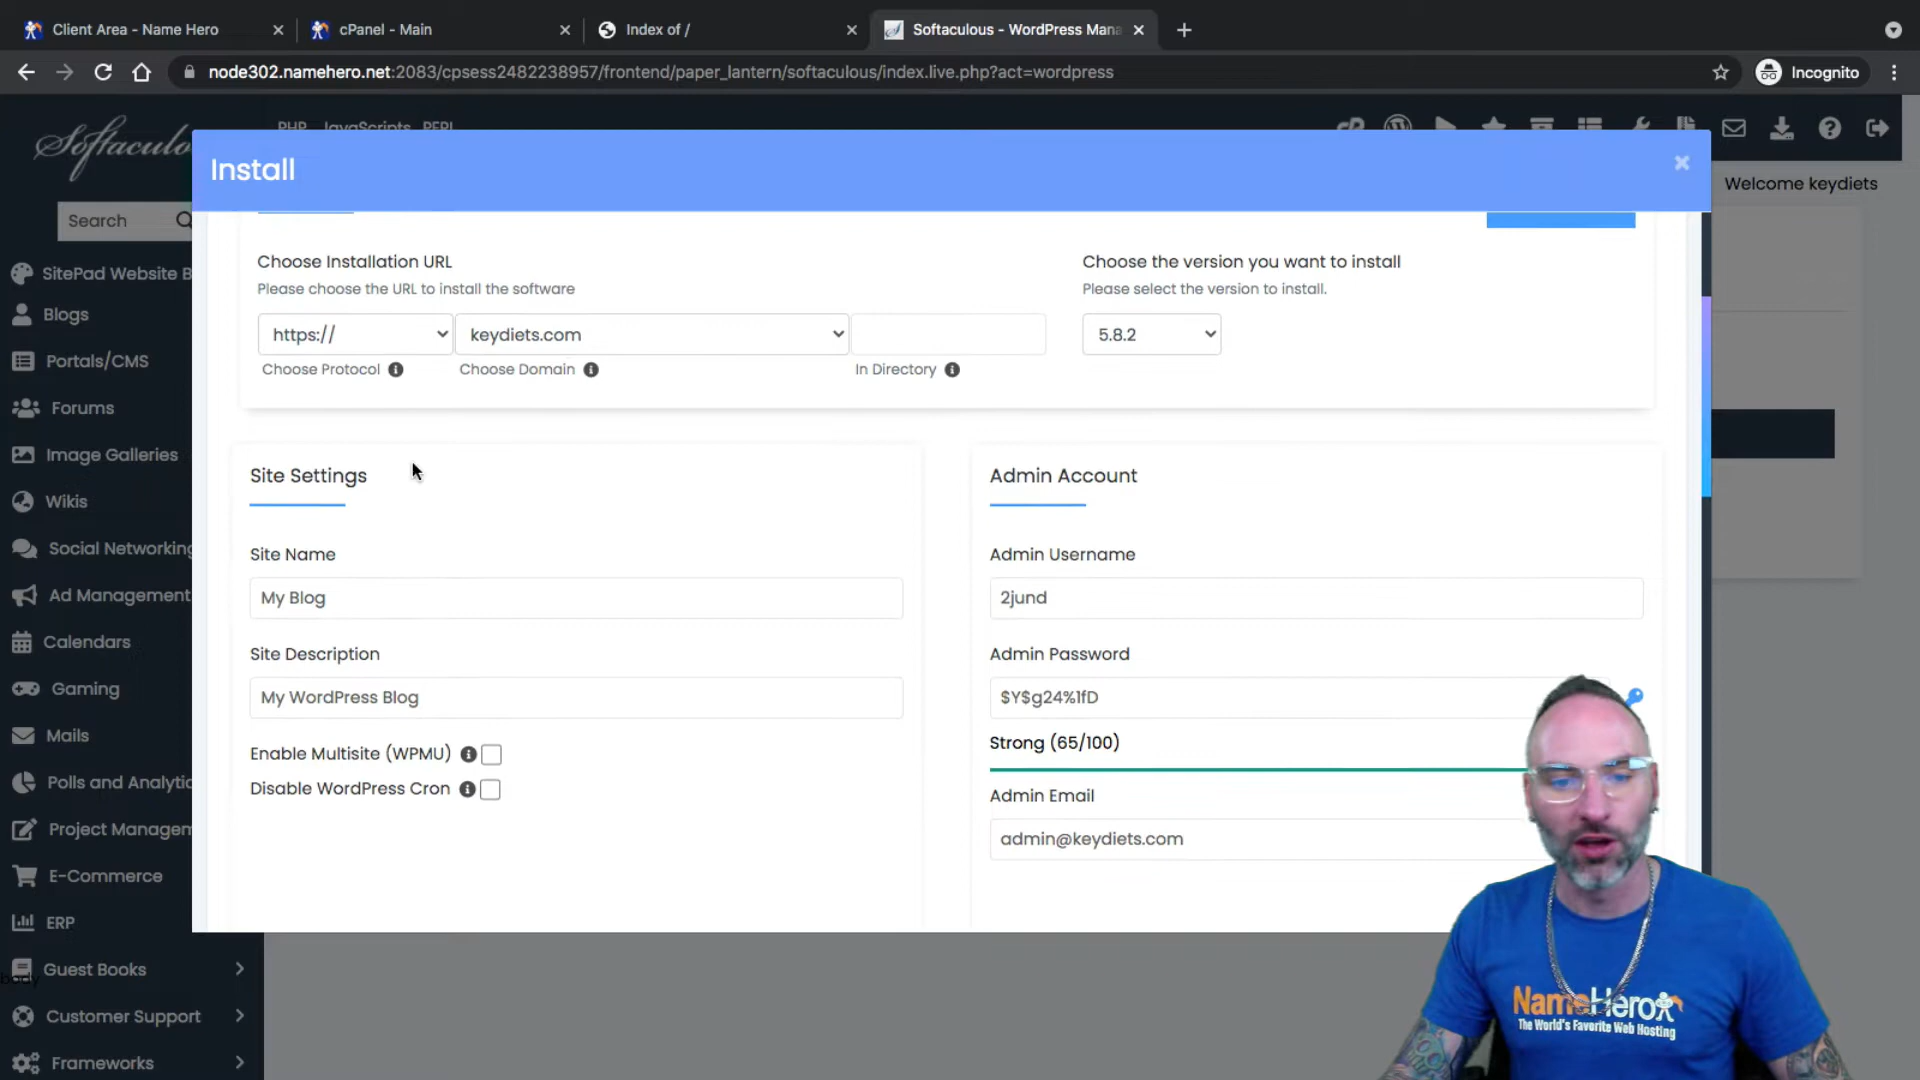 Client Area - Name Hero
cPanel - Main
Index of /
Softaculous - WordPress Mana
node302.namehero.net:2083/cpsess2482238957/frontend/paper_lantern/softaculous/index.live.php?act=wordpress
Incognito
Softaculo
PHP JavaScripts PERL
Install
Welcome keydiets
Search
SitePad Website B
Blogs
Portals/CMS
Forums
Image Galleries
Wikis
Social Networking
Ad Management
Calendars
Gaming
Mails
Polls and Analytic
Project Managem
E-Commerce
ERP
Guest Books
body
Customer Support
Frameworks
Choose Installation URL
Please choose the URL to install the software
https://
keydiets.com
Choose Protocol
Choose Domain
In Directory
Choose the version you want to install
Please select the version to install.
5.8.2
Site Settings
Site Name
My Blog
Site Description
My WordPress Blog
Enable Multisite (WPMU)
Disable WordPress Cron
Admin Account
Admin Username
2jund
Admin Password
$Y$g24%1fD
Strong (65/100)
Admin Email
admin@keydiets.com
NameHero
The World's Favorite Web Hosting